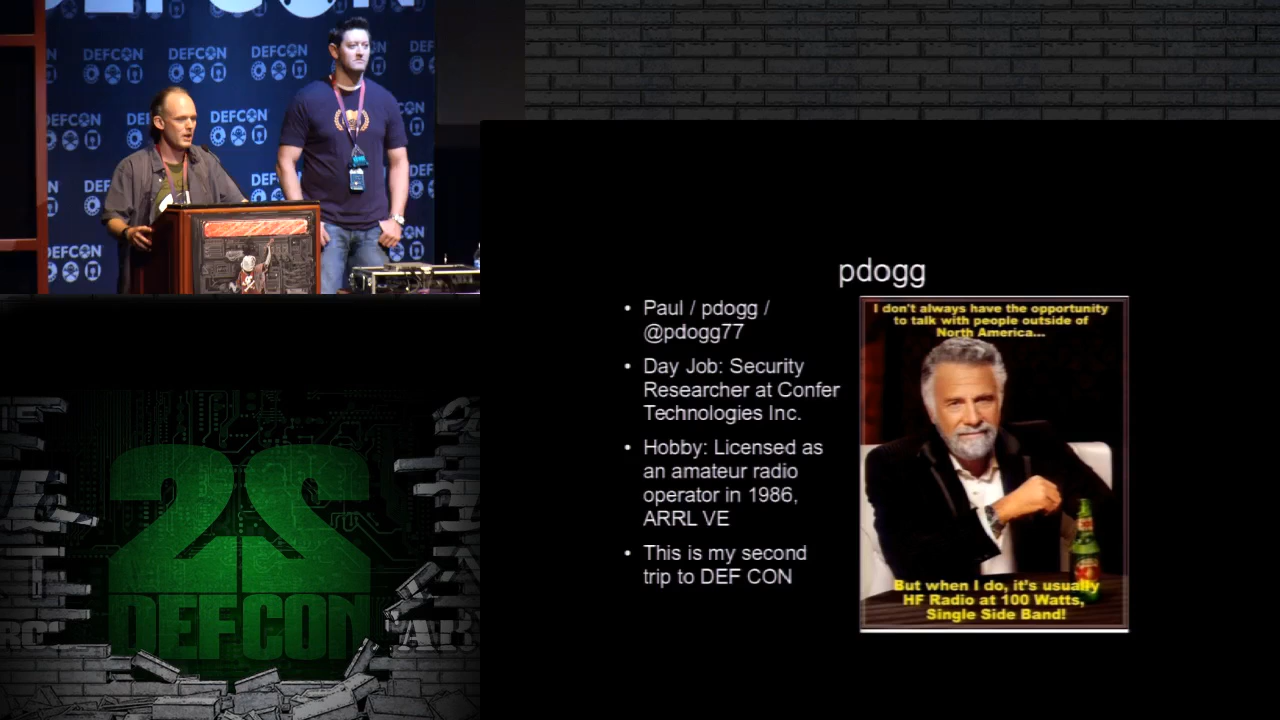 DEFCON
DEFCON
DEFCON
DEFCON
DEFCON
DEFCON
DEFCON
pdogg
• Paul / pdogg /
@pdogg77
• Day Job: Security
Researcher at Confer
Technologies Inc.
• Hobby: Licensed as
an amateur radio
operator in 1986,
ARRL VE
• This is my second
trip to DEF CON
I don't always have the opportunity
to talk with people outside of
North America...
But when I do, it's usually
HF Radio at 100 Watts,
Single Side Band!
22
DEFCON